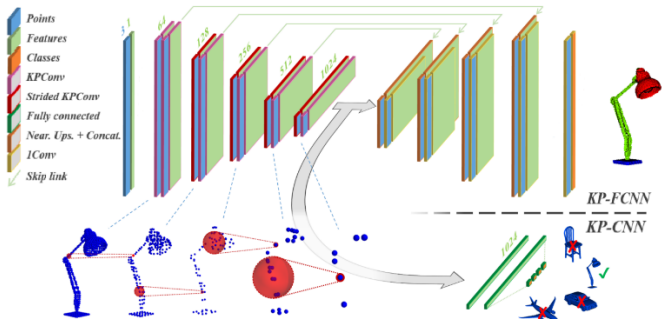 Points
Features
Classes
KPConv
Strided KPConv
Fully connected
Near. Ups. + Concat.
1Conv
Skip link
3 1
64
128
256
512
1024
KP-FCNN
KP-CNN
1024